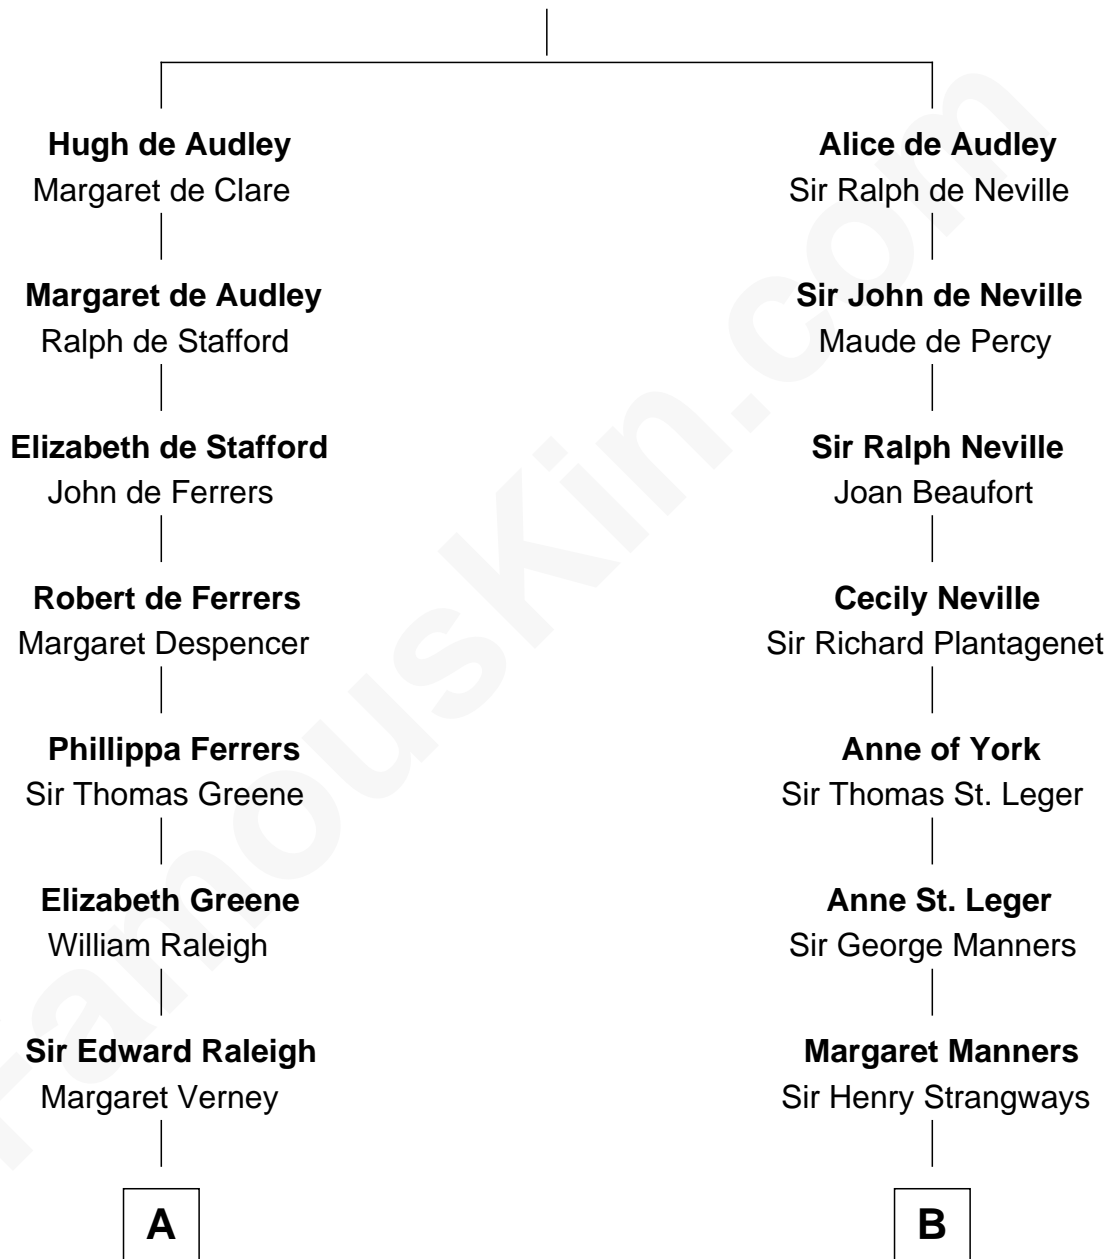 Hugh de Audley
Margaret de Clare
Margaret de Audley
Ralph de Stafford
Elizabeth de Stafford
John de Ferrers
Robert de Ferrers
Margaret Despencer
Phillippa Ferrers
Sir Thomas Greene
Elizabeth Greene
William Raleigh
Sir Edward Raleigh
Margaret Verney
A
Alice de Audley
Sir Ralph de Neville
Sir John de Neville
Maude de Percy
Sir Ralph Neville
Joan Beaufort
Cecily Neville
Sir Richard Plantagenet
Anne of York
Sir Thomas St. Leger
Anne St. Leger
Sir George Manners
Margaret Manners
Sir Henry Strangways
B
FamousKin.com